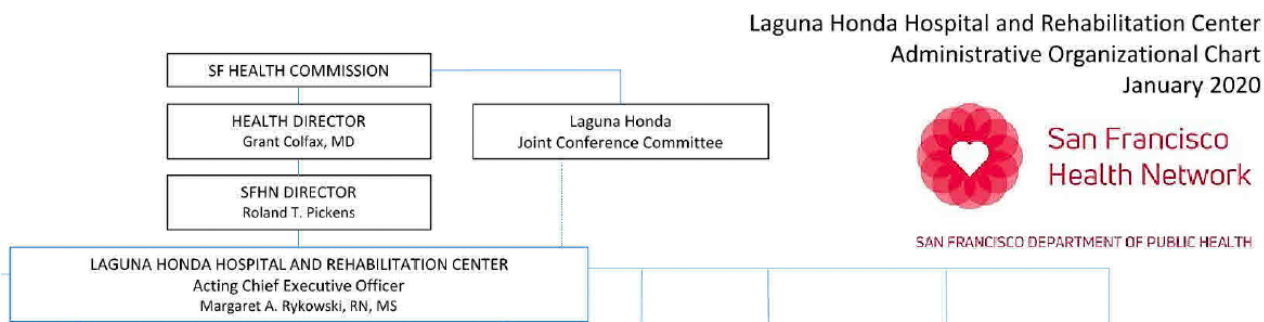 Laguna Honda Hospital and Rehabilitation Center
Administrative Organizational Chart
January 2020
SF HEALTH COMMISSION
HEALTH DIRECTOR
Grant Colfax, MD
Laguna Honda
Joint Conference Committee
San Francisco
Health Network
SFHN DIRECTOR
Roland T. Pickens
SAN FRANCISCO DEPARTMENT OF PUBLIC HEALTH
LAGUNA HONDA HOSPITAL AND REHABILITATION CENTER
Acting Chief Executive Officer
Margaret A. Rykowski, RN, MS